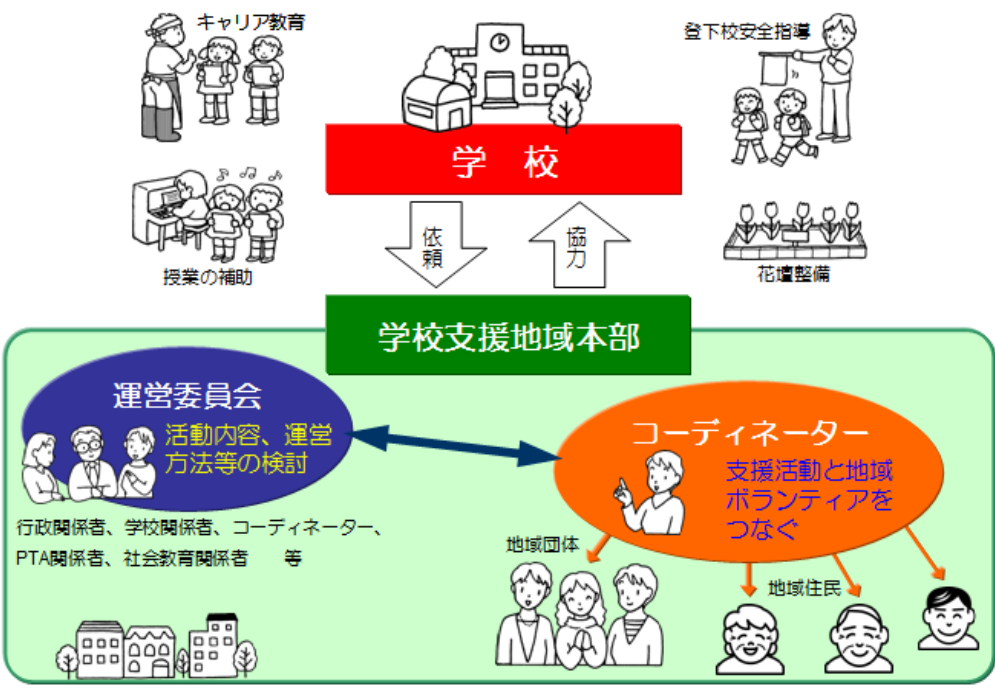 キャリア教育
登下校安全指導
学　校
授業の補助
依頼
協力
花壇整備
学校支援地域本部
運営委員会
活動内容、運営
方法等の検討
コーディネーター
支援活動と地域
ボランティアを
つなぐ
行政関係者、学校関係者、コーディネーター、
PTA関係者、社会教育関係者　　等
地域団体
地域住民